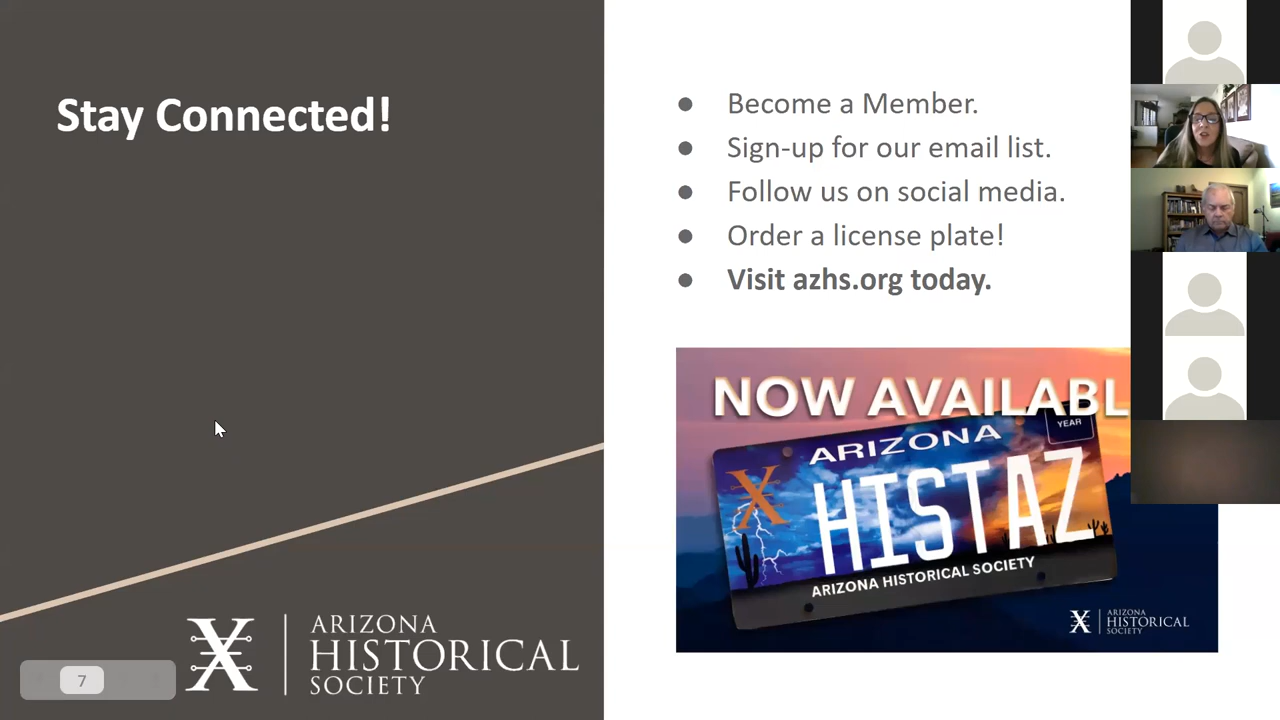 Stay Connected!
● Become a Member.
● Sign-up for our email list.
● Follow us on social media.
● Order a license plate!
● Visit azhs.org today.
NOW AVAILABL
YEAR
ARIZONA
HISTAZ
ARIZONA HISTORICAL SOCIETY
ARIZONA
HISTORICAL
SOCIETY
ARIZONA
HISTORICAL
SOCIETY
7